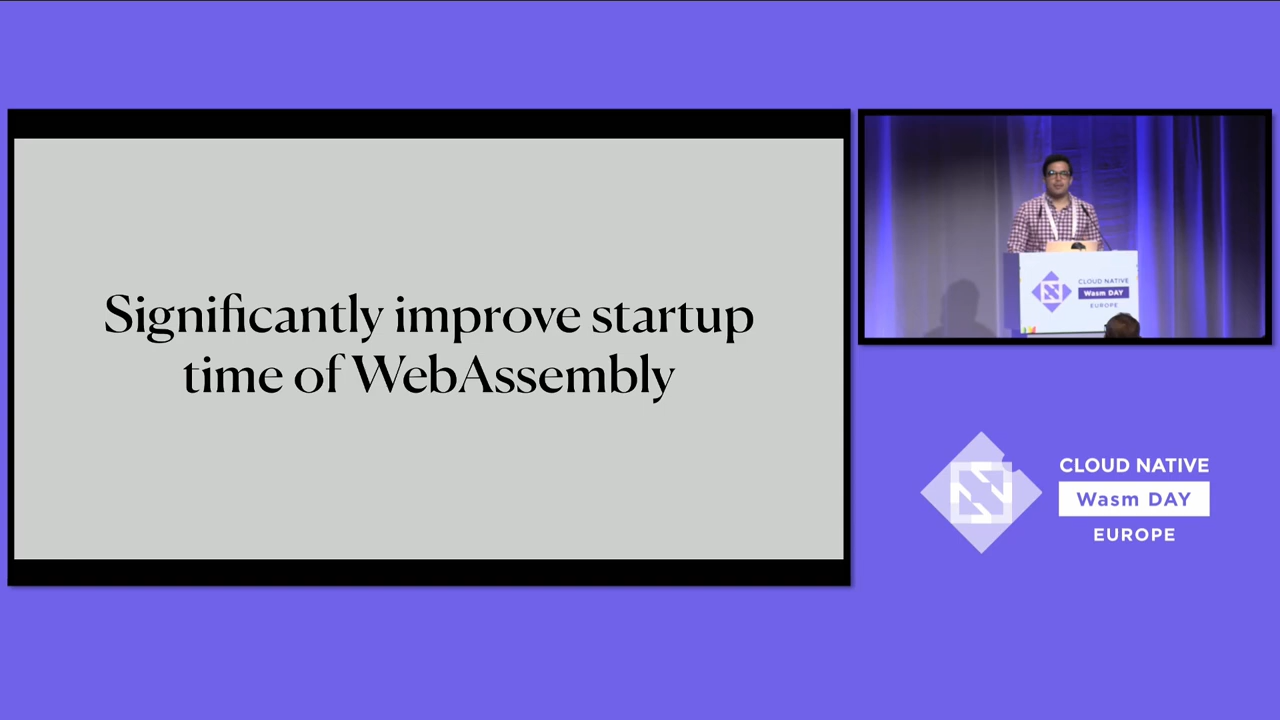 Significantly improve startup
time of WebAssembly
CLOUD NATIVE
Wasm DAY
EUROPE
CLOUD NATIVE
Wasm DAY
EUROPE